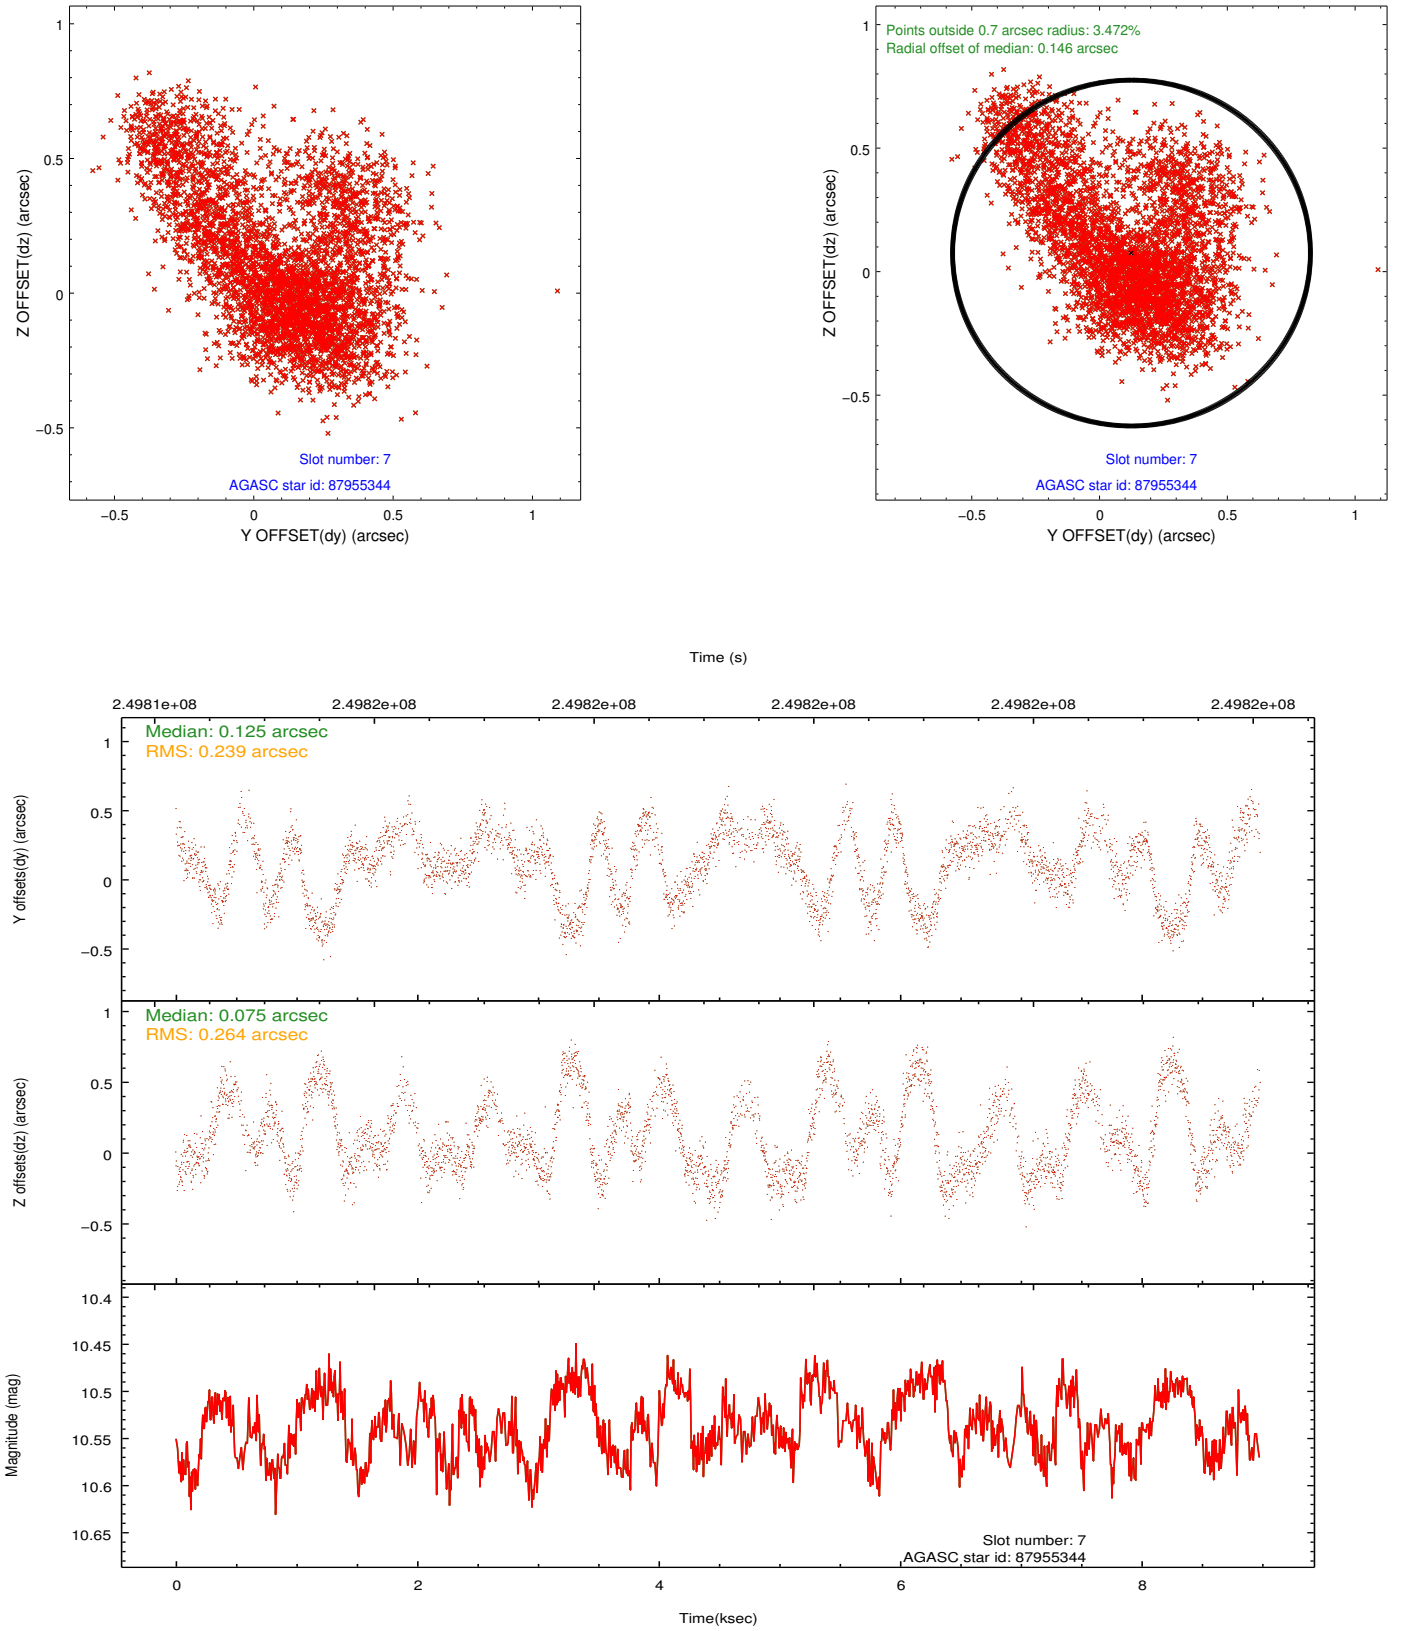 1
0.5
0
−0.5
−0.5
0
0.5
1
Z OFFSET(dz) (arcsec)
Y OFFSET(dy) (arcsec)
Slot number: 7
AGASC star id: 87955344
Points outside 0.7 arcsec radius: 3.472%
Radial offset of median: 0.146 arcsec
1
0.5
0
−0.5
−0.5
0
0.5
1
Z OFFSET(dz) (arcsec)
Y OFFSET(dy) (arcsec)
Slot number: 7
AGASC star id: 87955344
Time (s)
2.4981e+08 2.4982e+08 2.4982e+08 2.4982e+08 2.4982e+08 2.4982e+08
Median: 0.125 arcsec
RMS: 0.239 arcsec
1
0.5
0
−0.5
Y offsets(dy) (arcsec)
Median: 0.075 arcsec
RMS: 0.264 arcsec
1
0.5
0
−0.5
Z offsets(dz) (arcsec)
10.4
10.45
10.5
10.55
10.6
10.65
Magnitude (mag)
Slot number: 7
AGASC star id: 87955344
0 2 4 6 8
Time(ksec)